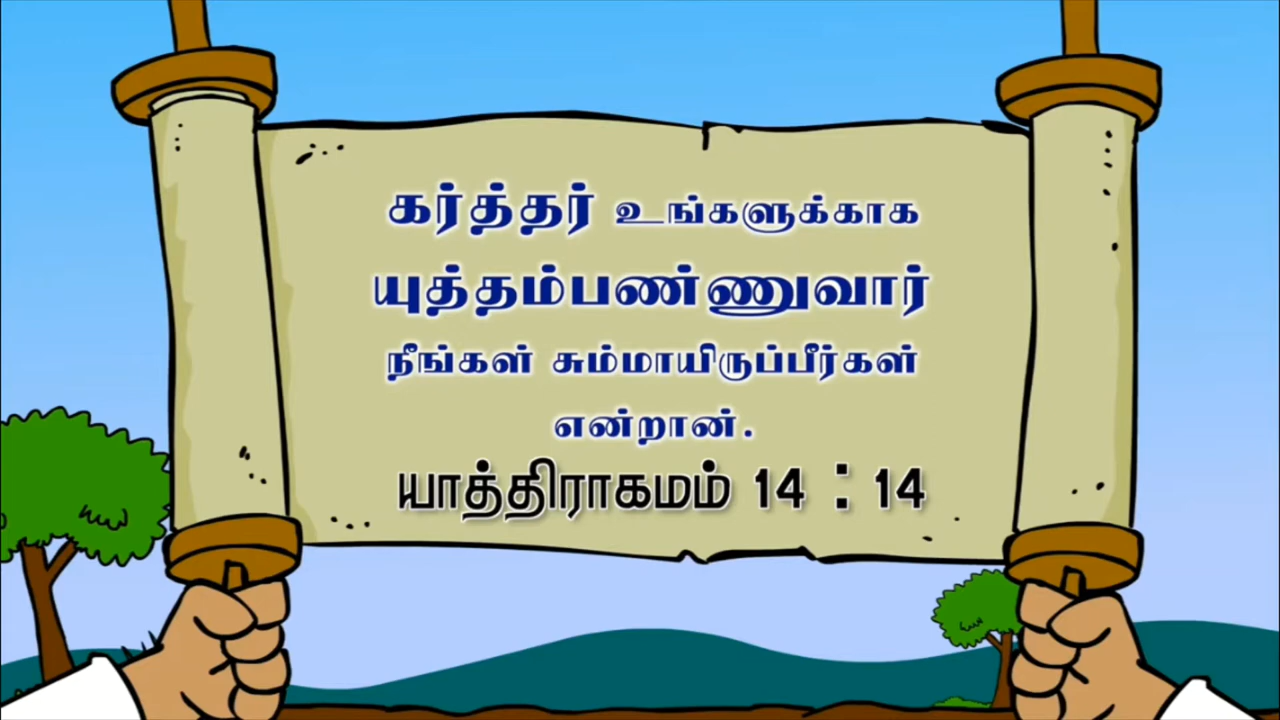 கர்த்தர் உங்களுக்காக
யுத்தம்பண்ணுவார்
நீங்கள் சும்மாயிருப்பீர்கள்
என்றான்.
யாத்திராகமம் 14 : 14